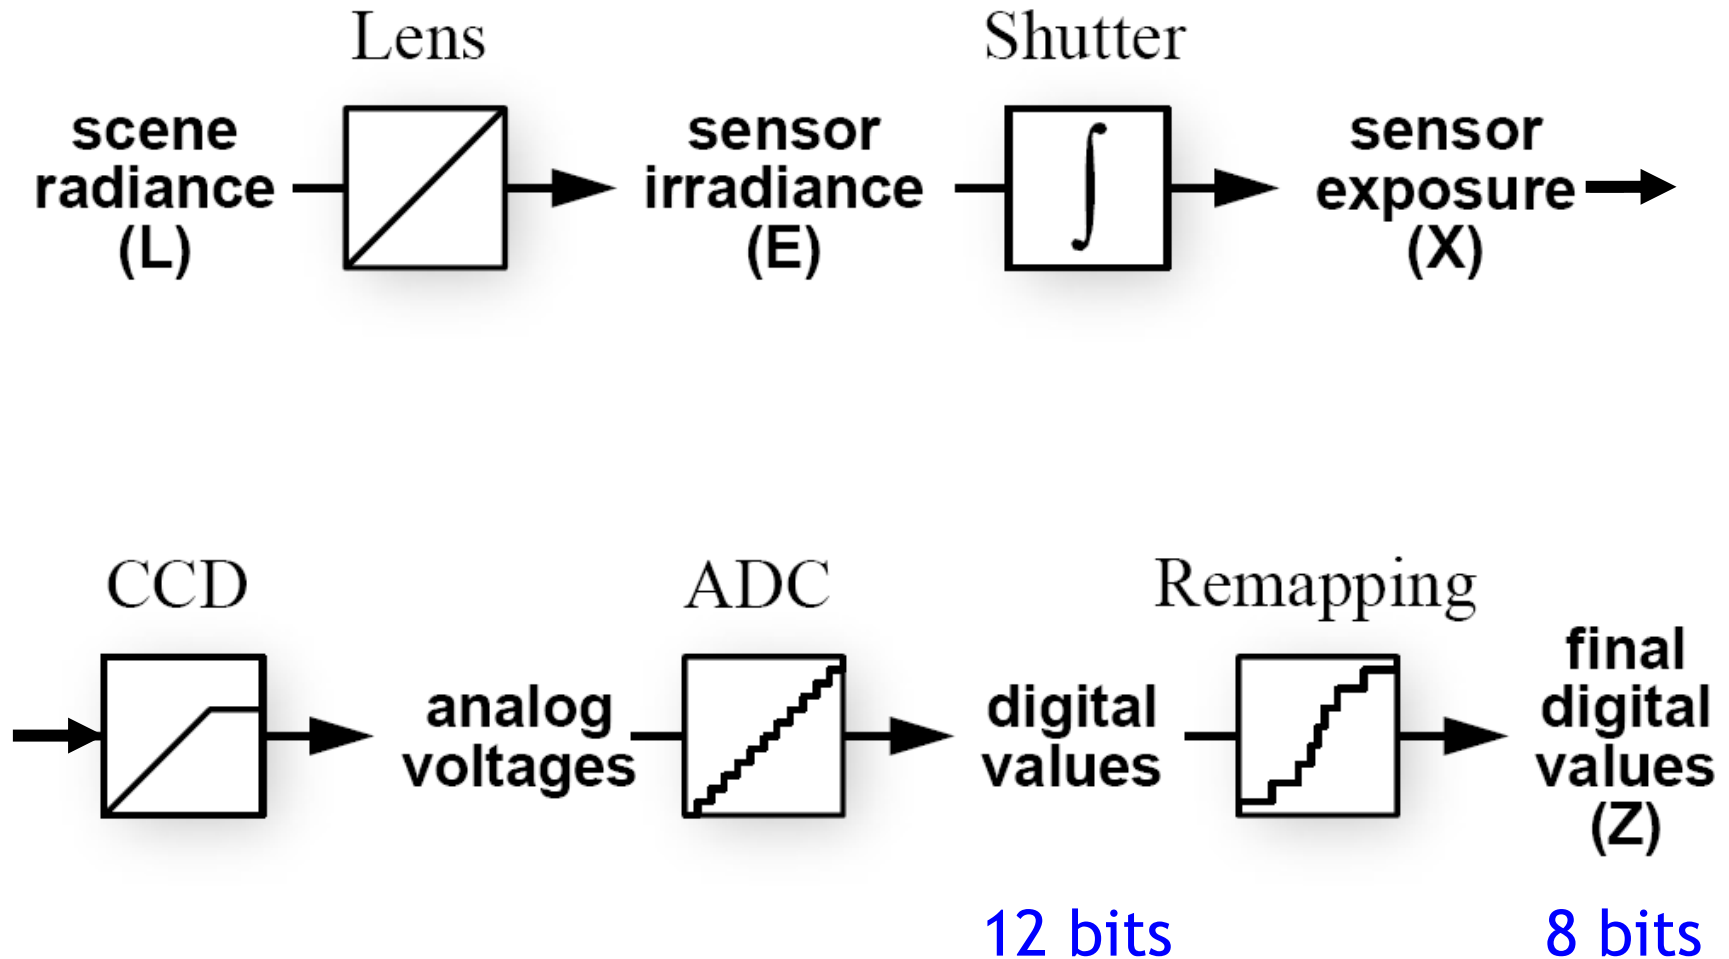 Lens
Shutter
scene
radiance
(L)
sensor
irradiance
(E)
∫
sensor
exposure
(X)
CCD
ADC
Remapping
analog
voltages
digital
values
final
digital
values
(Z)
12 bits
8 bits